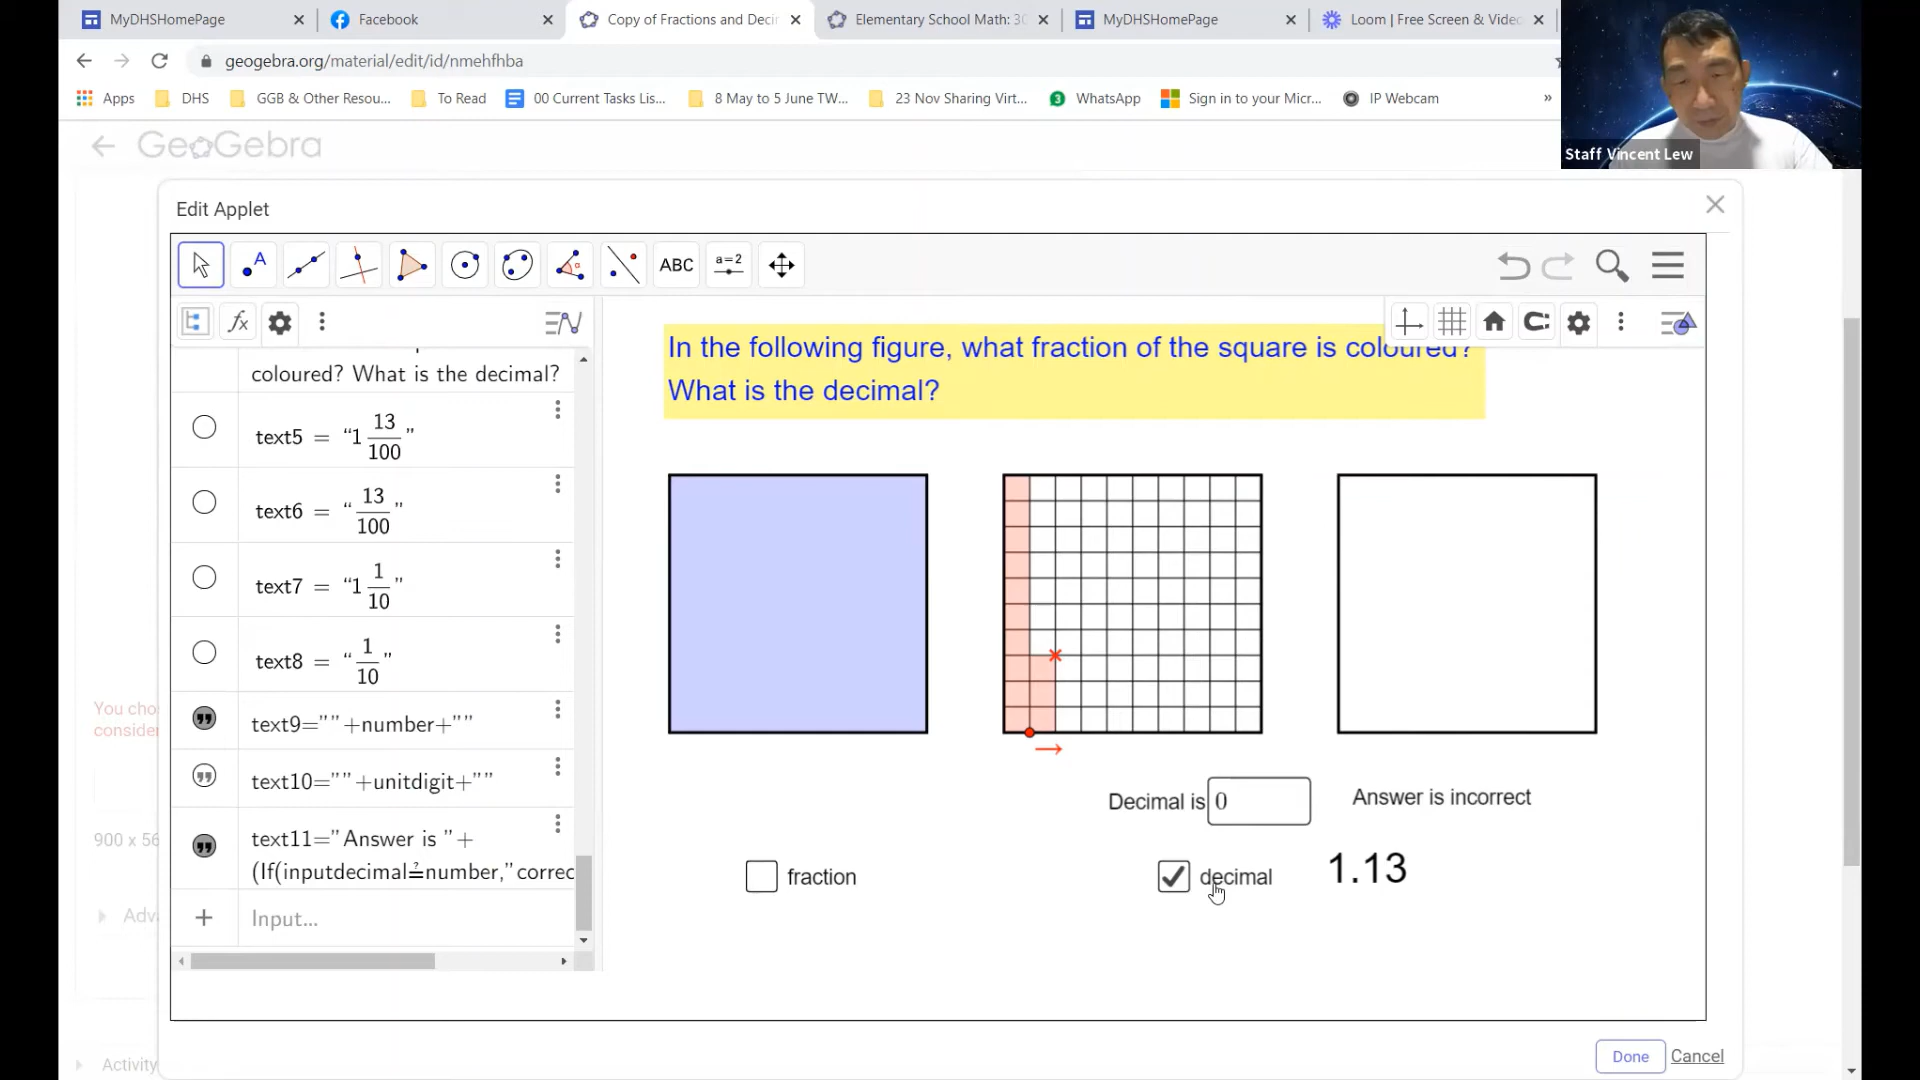 MyDHSHomePage
Facebook
Copy of Fractions and Deci
Elementary School Math: 30
MyDHSHomePage
Loom | Free Screen & Video
geogebra.org/material/edit/id/nmehfhba
Apps
DHS
GGB & Other Resou...
To Read
00 Current Tasks Lis...
8 May to 5 June TW...
23 Nov Sharing Virt...
3
WhatsApp
Sign in to your Micr...
IP Webcam
»
Staff Vincent Lew
GeoGebra
Edit Applet
A
ABC
a=2
fx
coloured? What is the decimal?
text5 = “1 13/100”
text6 = “13/100”
text7 = “1 1/10”
text8 = “1/10”
text9=""+number+""
text10=""+unitdigit+""
text11="Answer is "+
(If(inputdecimal≟number,"correc
+ Input...
In the following figure, what fraction of the square is coloured?
What is the decimal?
Decimal is 0
Answer is incorrect
fraction
decimal
1.13
You cho
consider
900 x 56
Adv
Activity
Done
Cancel